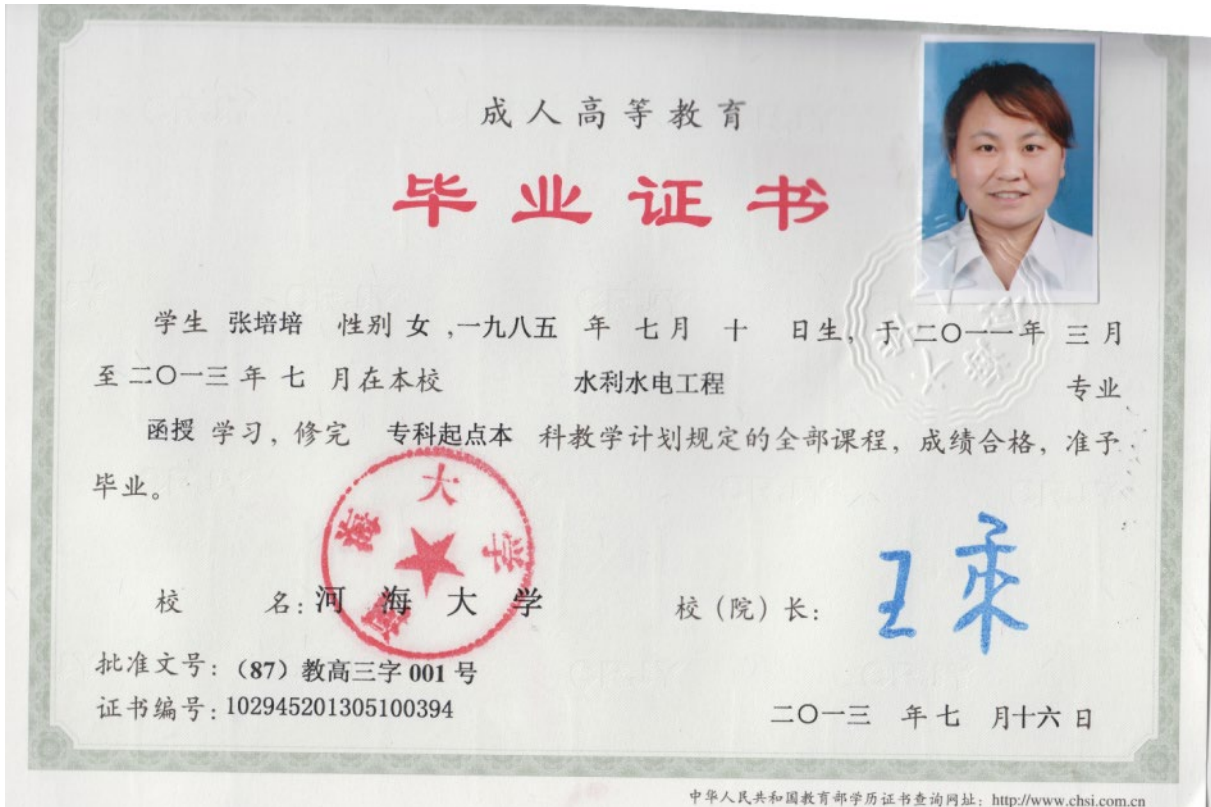 成人高等教育
毕业证书
学生 张培培 性别 女 ,一九八五 年 七月 十 日生, 于 二〇一一年 三 月
至 二〇一三 年 七 月在本校 水利水电工程 专业
函授 学习, 修完 专科起点本 科教学计划规定的全部课程, 成绩合格, 准予
毕业。
河海大学
校 名: 河 海 大 学 校（院）长:
批准文号: （87）教高三字 001 号
证书编号: 102945201305100394
二〇一三 年 七 月十六 日
中华人民共和国教育部学历证书查询网址: http://www.chsi.com.cn